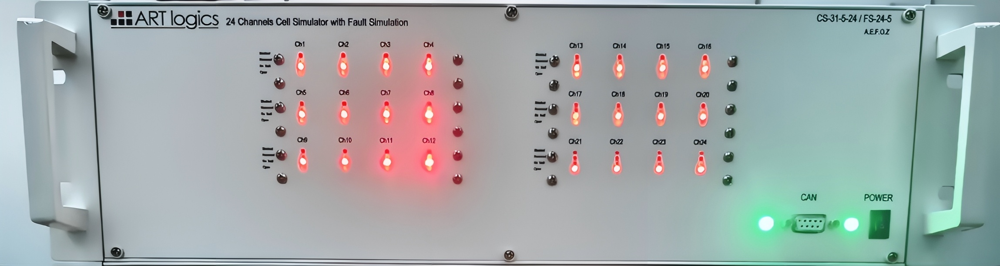 ART logics
24 Channels Cell Simulator with Fault Simulation
CS-31-5-24 / FS-24-5
A.E.F.O.Z
Ch1 Ch2 Ch3 Ch4
Ch13 Ch14 Ch15 Ch16
Ch5 Ch6 Ch7 Ch8
Ch17 Ch18 Ch19 Ch20
Ch9 Ch10 Ch11 Ch12
Ch21 Ch22 Ch23 Ch24
CAN
POWER